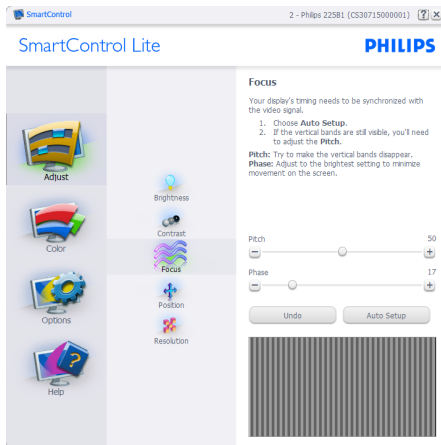 SmartControl
2 - Philips 225B1 (CS30715000001)
SmartControl Lite
PHILIPS
Adjust
Color
Options
Help
Brightness
Contrast
Focus
Position
Resolution
Focus
Your display's timing needs to be synchronized with
the video signal.
1. Choose Auto Setup.
2. If the vertical bands are still visible, you'll need
to adjust the Pitch.
Pitch: Try to make the vertical bands disappear.
Phase: Adjust to the brightest setting to minimize
movement on the screen.
Pitch 50
Phase 17
Undo
Auto Setup